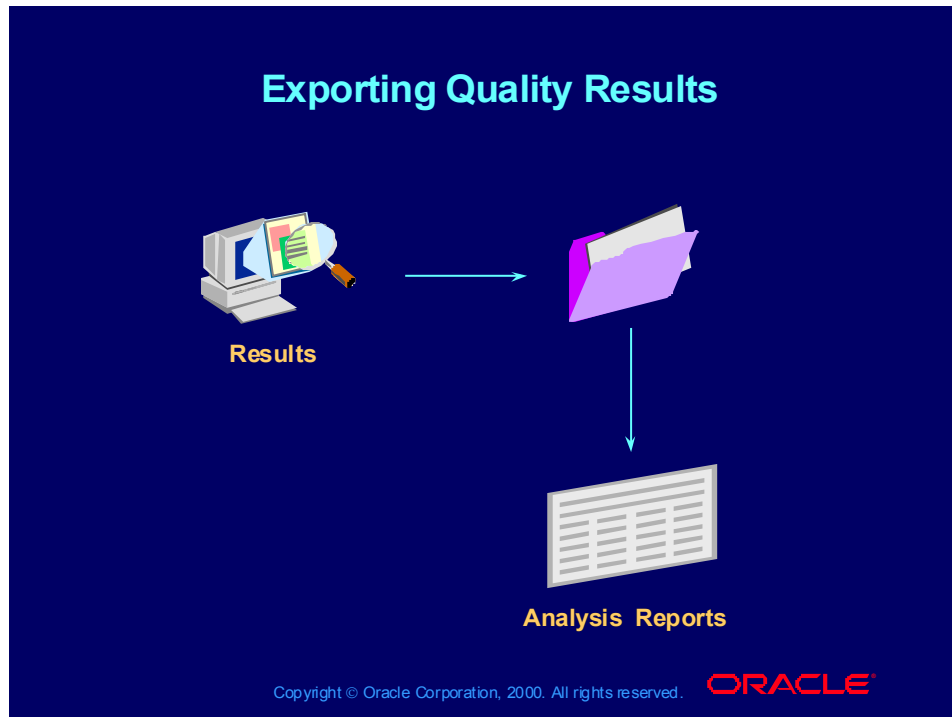 Exporting Quality Results
Results
Analysis Reports
Copyright © Oracle Corporation, 2000. All rights reserved.
ORACLE®